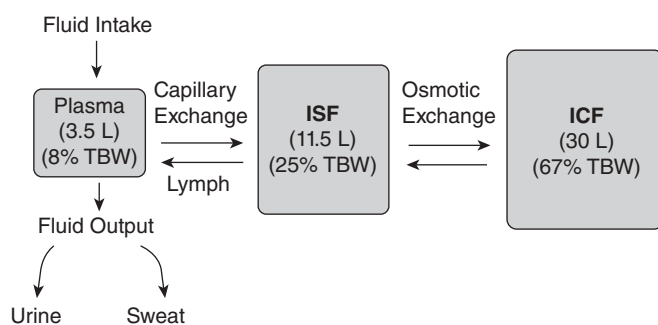 Fluid Intake
Plasma
(3.5 L)
(8% TBW)
Capillary
Exchange
Lymph
ISF
(11.5 L)
(25% TBW)
Osmotic
Exchange
ICF
(30 L)
(67% TBW)
Fluid Output
Urine
Sweat